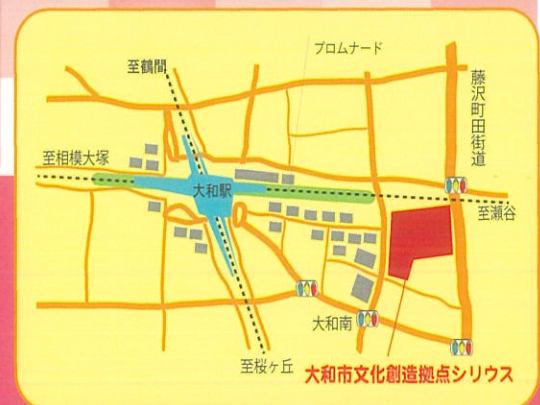 至鶴間
プロムナード
藤沢町田街道
至相模大塚
大和駅
至瀬谷
大和南
至桜ヶ丘
大和市文化創造拠点シリウス